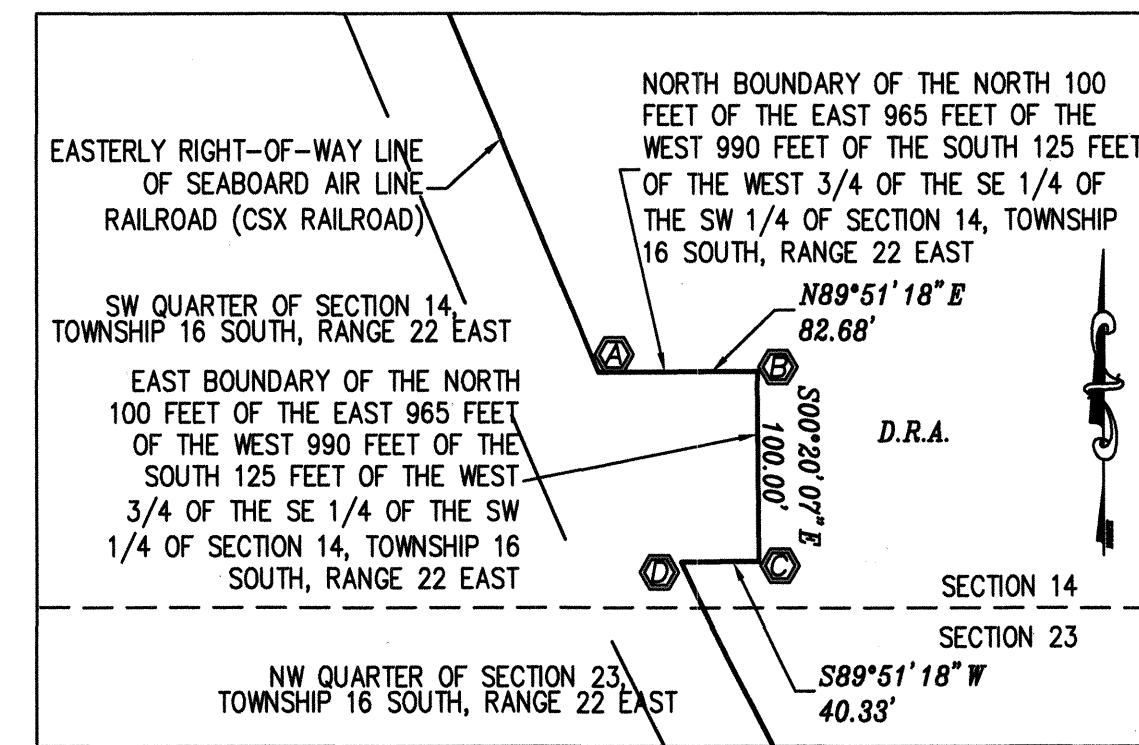 NORTH BOUNDARY OF THE NORTH 100
FEET OF THE EAST 965 FEET OF THE
WEST 990 FEET OF THE SOUTH 125 FEET
OF THE WEST 3/4 OF THE SE 1/4 OF
THE SW 1/4 OF SECTION 14, TOWNSHIP
16 SOUTH, RANGE 22 EAST
EASTERLY RIGHT-OF-WAY LINE
OF SEABOARD AIR LINE
RAILROAD (CSX RAILROAD)
N89°51'18"E
82.68'
SW QUARTER OF SECTION 14,
TOWNSHIP 16 SOUTH, RANGE 22 EAST
A
B
EAST BOUNDARY OF THE NORTH
100 FEET OF THE EAST 965 FEET
OF THE WEST 990 FEET OF THE
SOUTH 125 FEET OF THE WEST
3/4 OF THE SE 1/4 OF THE SW
1/4 OF SECTION 14, TOWNSHIP 16
SOUTH, RANGE 22 EAST
S00°20'07"E
100.00'
D.R.A.
D
C
SECTION 14
SECTION 23
NW QUARTER OF SECTION 23,
TOWNSHIP 16 SOUTH, RANGE 22 EAST
S89°51'18"W
40.33'